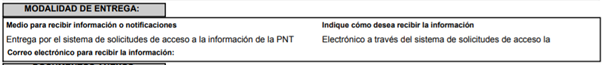 MODALIDAD DE ENTREGA:
Medio para recibir información o notificaciones
Indique cómo desea recibir la información
Entrega por el sistema de solicitudes de acceso a la información de la PNT
Electrónico a través del sistema de solicitudes de acceso la
Correo electrónico para recibir la información: